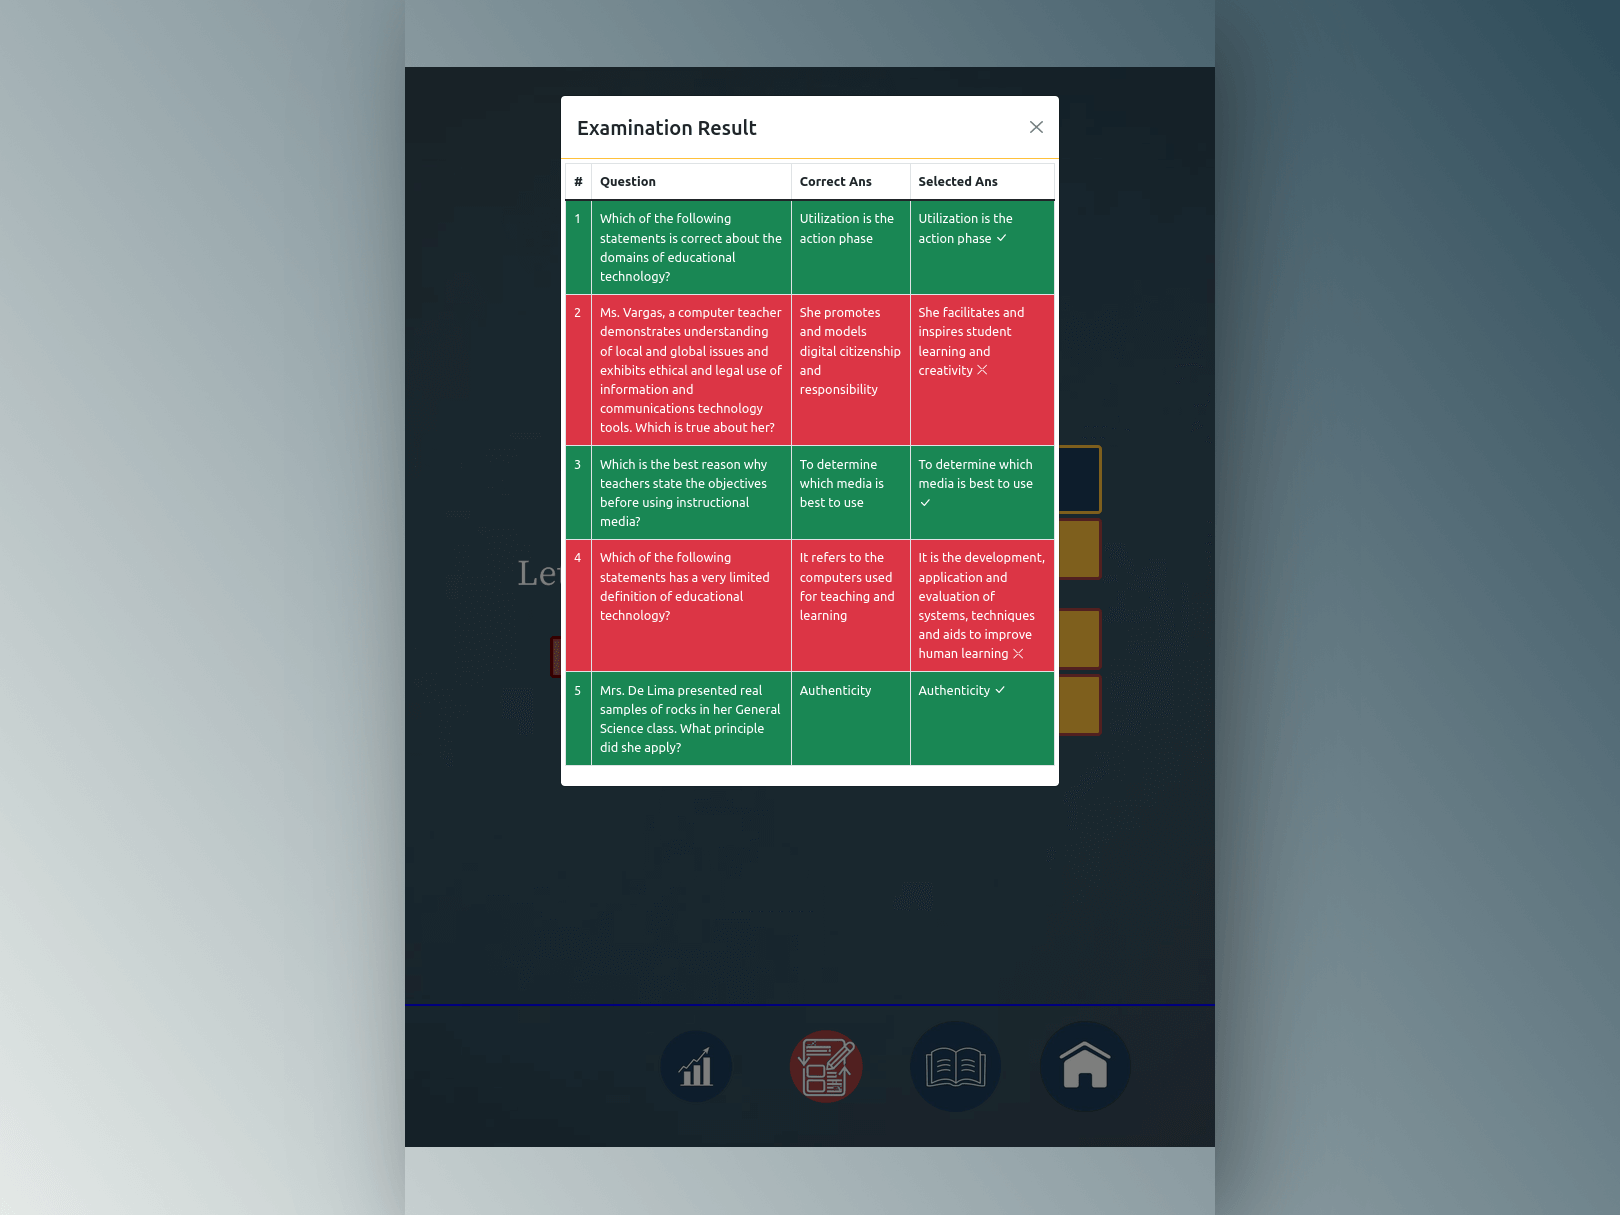 Examination Result
# Question Correct Ans Selected Ans
1 Which of the following Utilization is the Utilization is the
statements is correct about the action phase action phase ✓
domains of educational
technology?
2 Ms. Vargas, a computer teacher She promotes She facilitates and
demonstrates understanding and models inspires student
of local and global issues and digital citizenship learning and
exhibits ethical and legal use of and creativity ✕
information and responsibility
communications technology
tools. Which is true about her?
3 Which is the best reason why To determine To determine which
teachers state the objectives which media is media is best to use
before using instructional best to use ✓
media?
4 Which of the following It refers to the It is the development,
statements has a very limited computers used application and
definition of educational for teaching and evaluation of
technology? learning systems, techniques
and aids to improve
human learning ✕
5 Mrs. De Lima presented real Authenticity Authenticity ✓
samples of rocks in her General
Science class. What principle
did she apply?